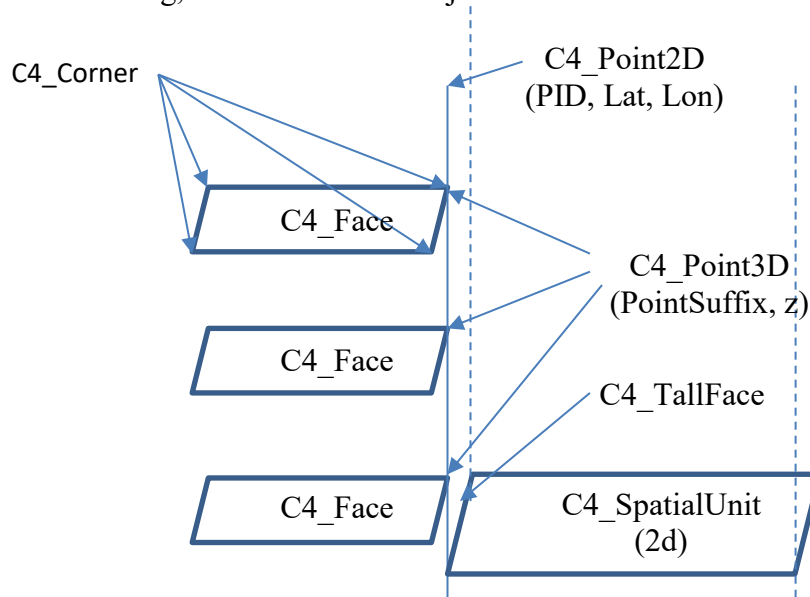 C4_Point2D
(PID, Lat, Lon)
C4_Corner
C4_Face
C4_Point3D
(PointSuffix, z)
C4_Face
C4_TallFace
C4_Face
C4_SpatialUnit
(2d)